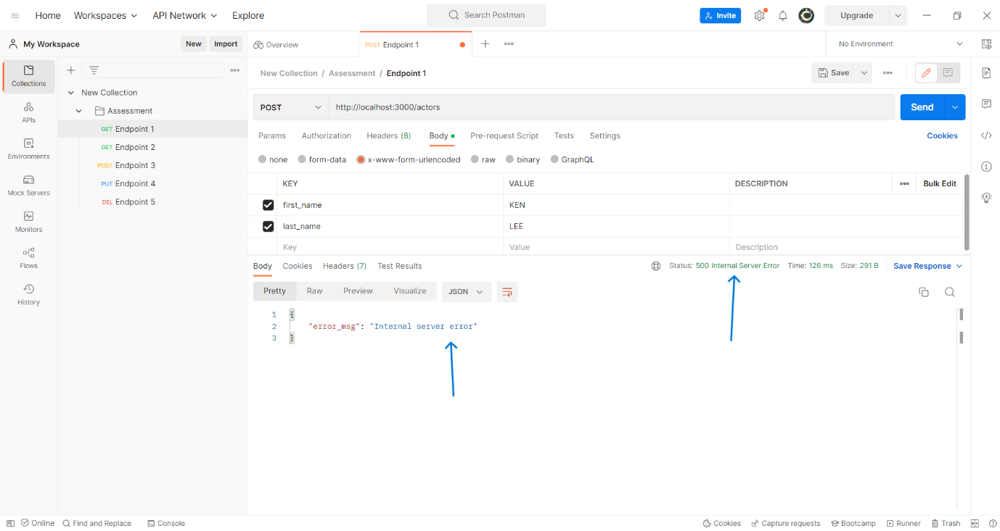 Home Workspaces API Network Explore Search Postman Invite Upgrade
My Workspace New Import Overview POST Endpoint 1 No Environment
Collections
APIs
Environments
Mock Servers
Monitors
Flows
History
New Collection
Assessment
GET Endpoint 1
GET Endpoint 2
POST Endpoint 3
PUT Endpoint 4
DEL Endpoint 5
New Collection / Assessment / Endpoint 1 Save
POST http://localhost:3000/actors Send
Params Authorization Headers (8) Body Pre-request Script Tests Settings Cookies
none form-data x-www-form-urlencoded raw binary GraphQL
KEY VALUE DESCRIPTION Bulk Edit
first_name KEN
last_name LEE
Key Value Description
Body Cookies Headers (7) Test Results Status: 500 Internal Server Error Time: 126 ms Size: 291 B Save Response
Pretty Raw Preview Visualize JSON
1 {
2 "error_msg": "Internal server error"
3 }
Online Find and Replace Console Cookies Capture requests Bootcamp Runner Trash